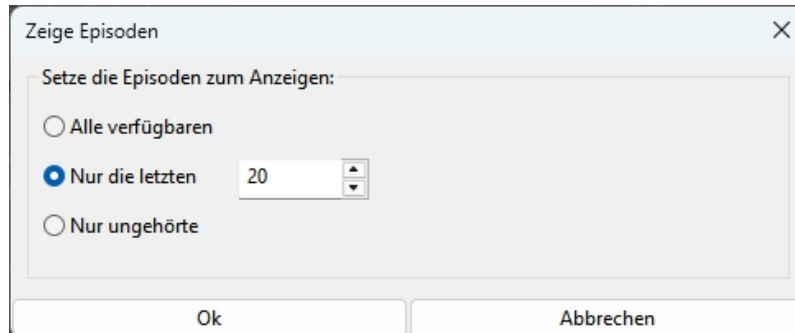 Zeige Episoden
Setze die Episoden zum Anzeigen:
Alle verfügbaren
Nur die letzten 20
Nur ungehörte
Ok Abbrechen